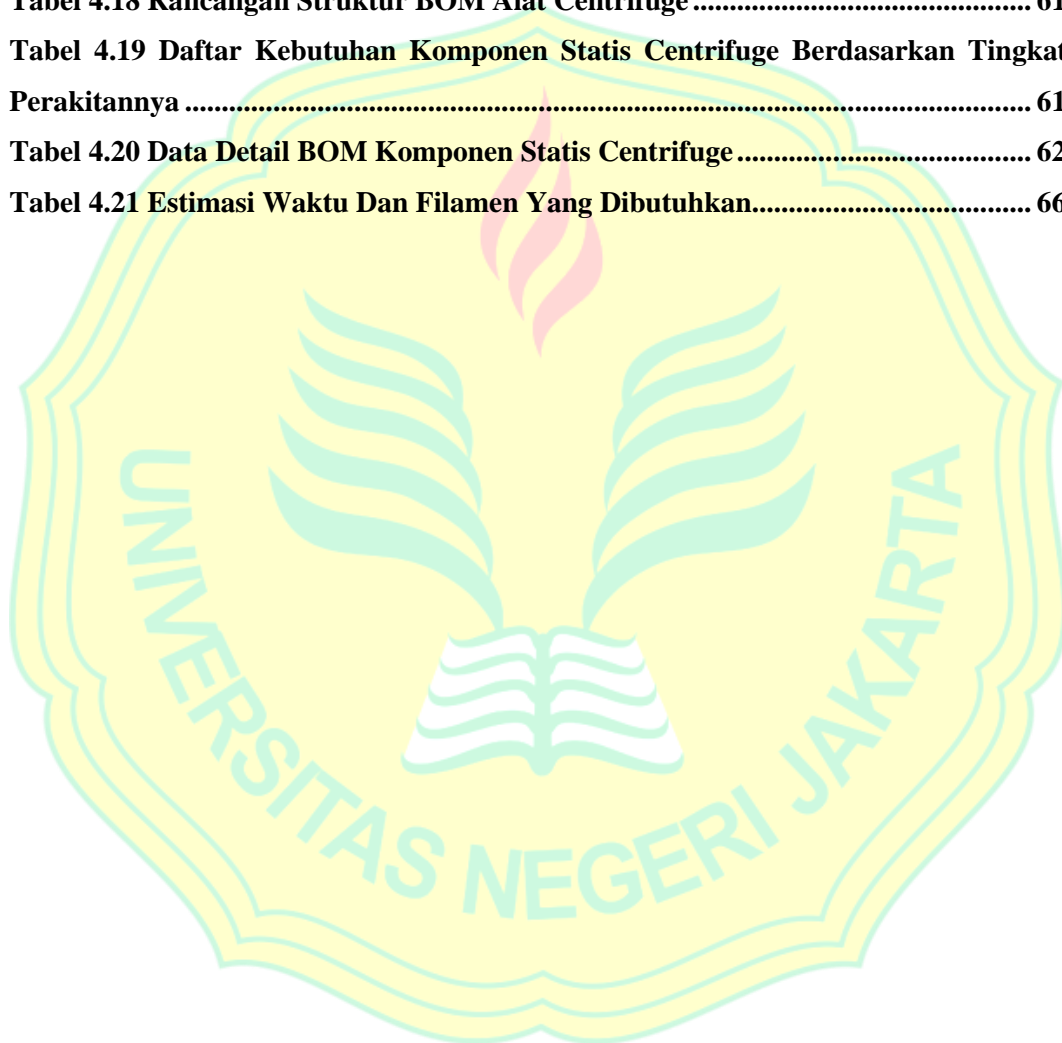 Tabel 4.18 Rancangan Struktur BOM Alat Centrifuge ........................................ 61
Tabel 4.19 Daftar Kebutuhan Komponen Statis Centrifuge Berdasarkan Tingkat
Perakitannya ........................................ 61
Tabel 4.20 Data Detail BOM Komponen Statis Centrifuge ........................................ 62
Tabel 4.21 Estimasi Waktu Dan Filamen Yang Dibutuhkan ........................................ 66
UNIVERSITAS NEGERI JAKARTA